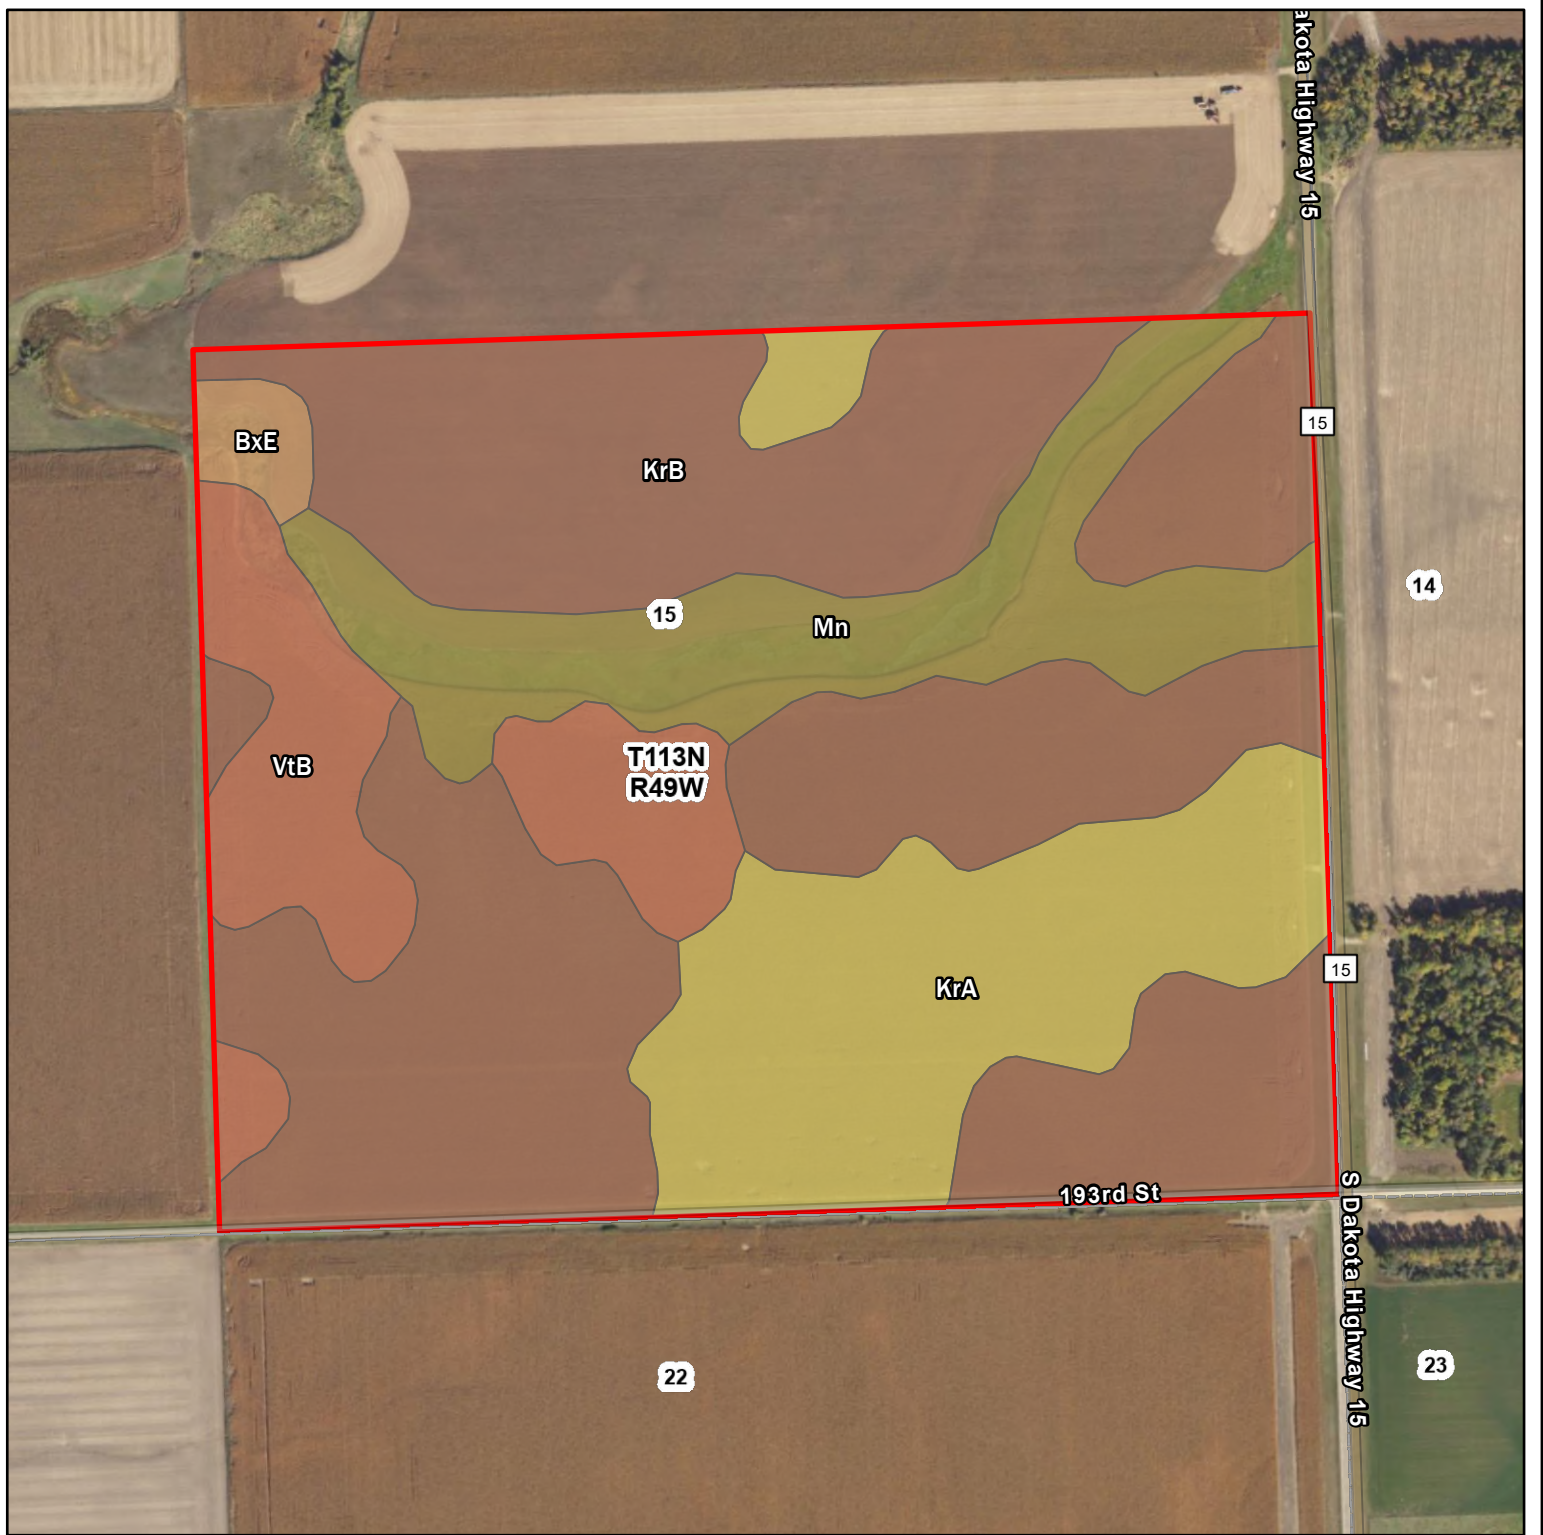 akota Highway 15
15
BxE
KrB
14
15
Mn
T113N
R49W
VtB
15
KrA
193rd St
S Dakota Highway 15
22
23